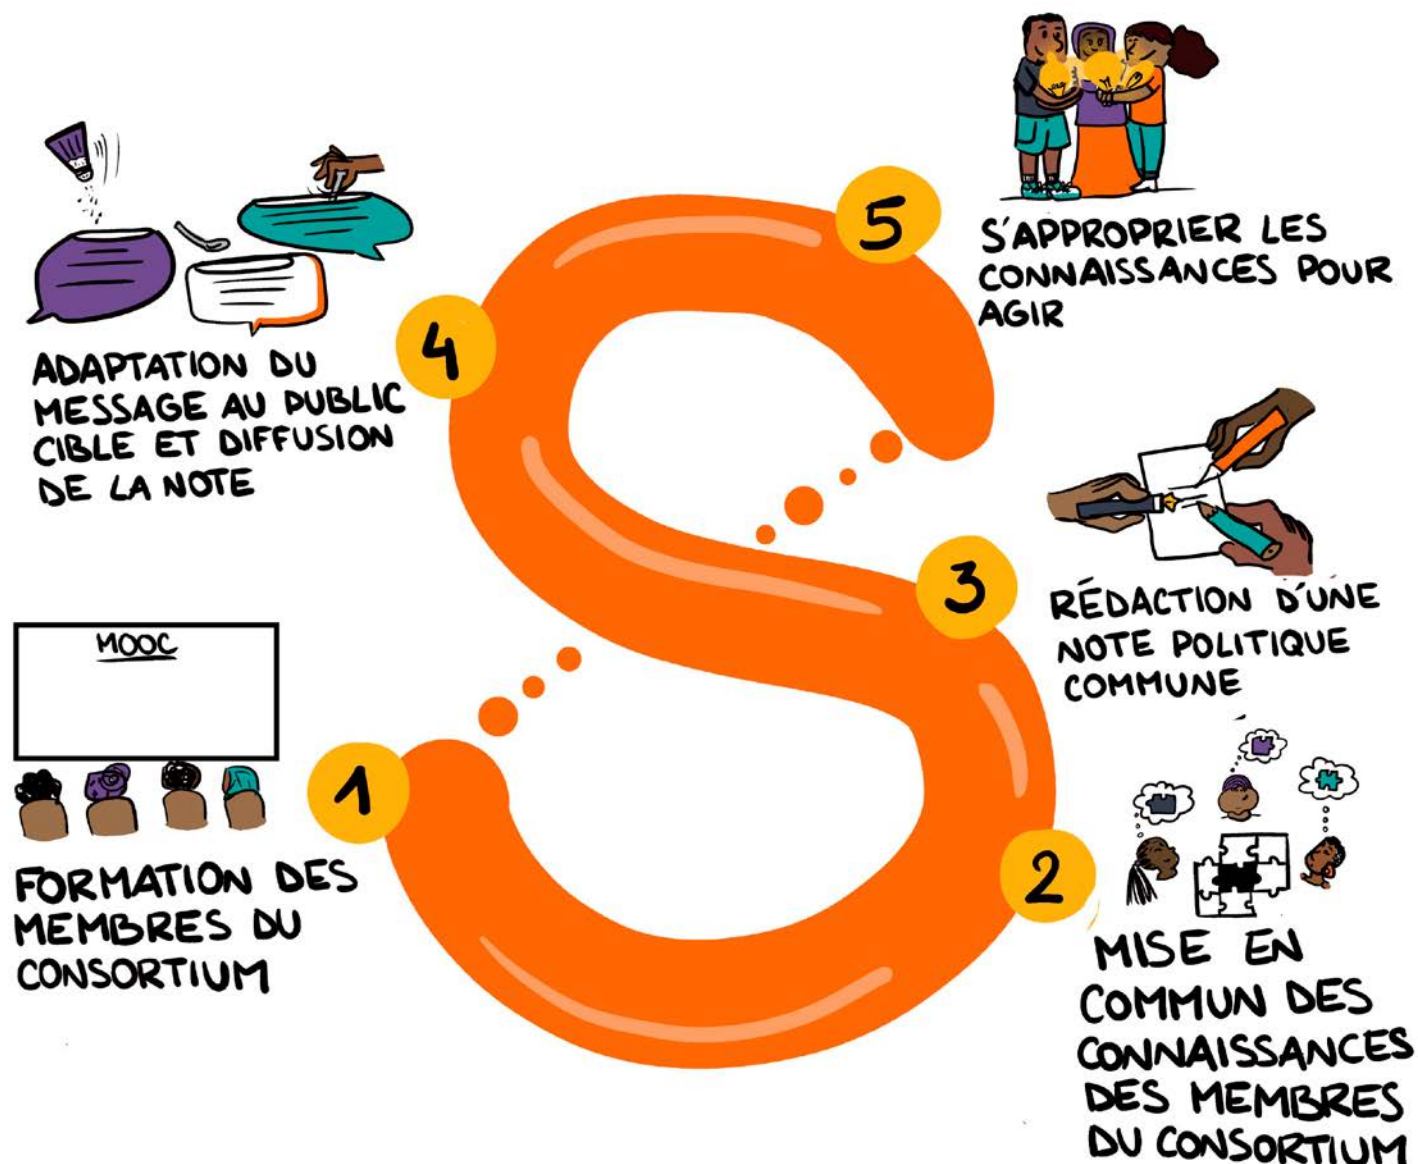 5
S'APPROPRIER LES
CONNAISSANCES POUR
AGIR
4
ADAPTATION DU
MESSAGE AU PUBLIC
CIBLE ET DIFFUSION
DE LA NOTE
3
RÉDACTION D'UNE
NOTE POLITIQUE
COMMUNE
MOOC
1
FORMATION DES
MEMBRES DU
CONSORTIUM
2
MISE EN
COMMUN DES
CONNAISSANCES
DES MEMBRES
DU CONSORTIUM